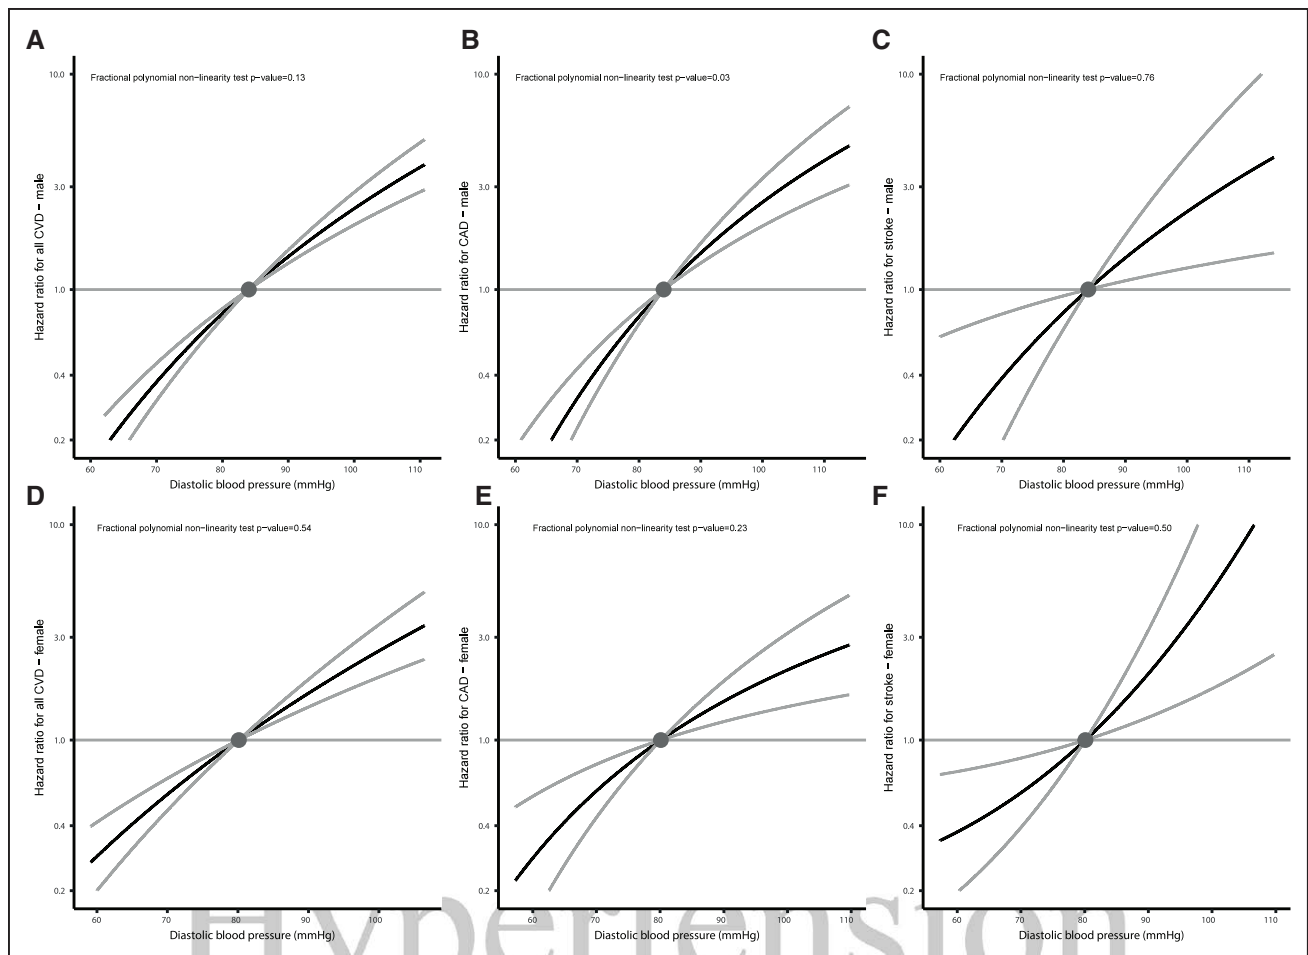 A
Fractional polynomial non−linearity test p−value=0.13
Hazard ratio for all CVD − male
10.0
3.0
1.0
0.4
0.2
60 70 80 90 100 110
Diastolic blood pressure (mmHg)
B
Fractional polynomial non−linearity test p−value=0.03
Hazard ratio for CAD − male
10.0
3.0
1.0
0.4
0.2
60 70 80 90 100 110
Diastolic blood pressure (mmHg)
C
Fractional polynomial non−linearity test p−value=0.76
Hazard ratio for stroke − male
10.0
3.0
1.0
0.4
0.2
60 70 80 90 100 110
Diastolic blood pressure (mmHg)
D
Fractional polynomial non−linearity test p−value=0.54
Hazard ratio for all CVD − female
10.0
3.0
1.0
0.4
0.2
60 70 80 90 100
Diastolic blood pressure (mmHg)
E
Fractional polynomial non−linearity test p−value=0.23
Hazard ratio for CAD − female
10.0
3.0
1.0
0.4
0.2
60 70 80 90 100 110
Diastolic blood pressure (mmHg)
F
Fractional polynomial non−linearity test p−value=0.50
Hazard ratio for stroke − female
10.0
3.0
1.0
0.4
0.2
60 70 80 90 100 110
Diastolic blood pressure (mmHg)
Hypertension